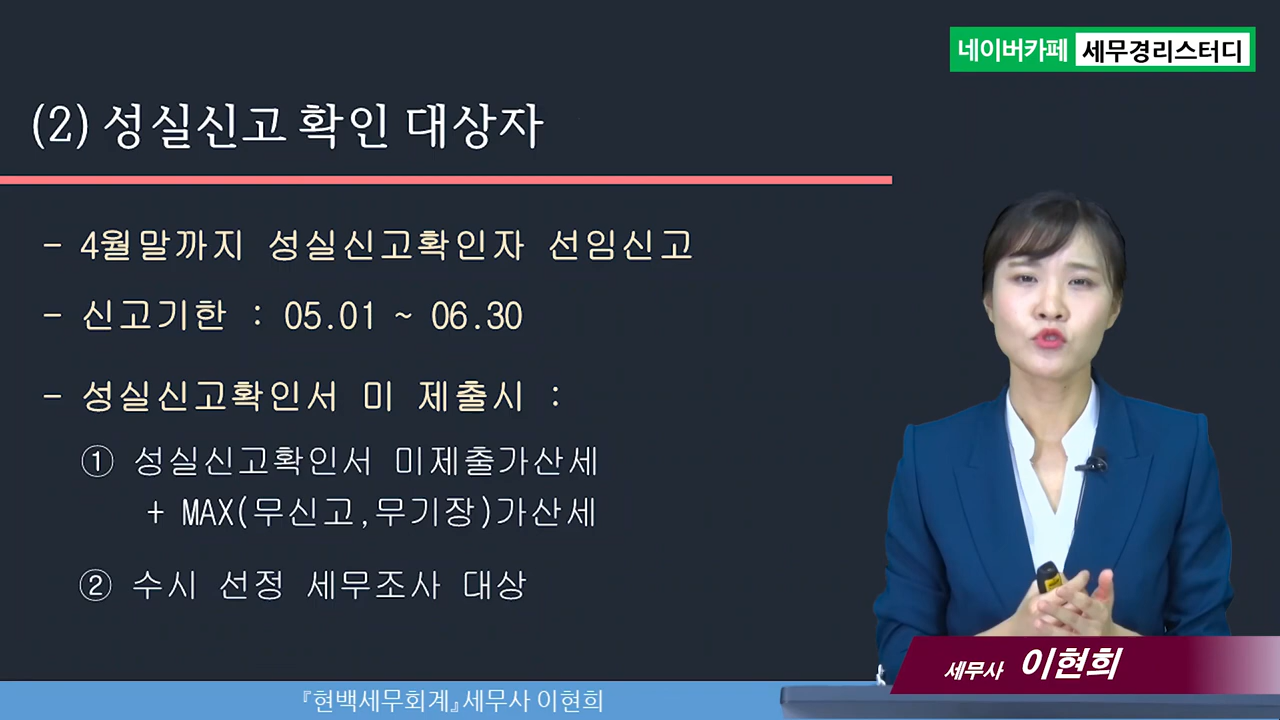 네이버카페 세무경리스터디
(2) 성실신고 확인 대상자
- 4월말까지 성실신고확인자 선임신고
- 신고기한 : 05.01 ~ 06.30
- 성실신고확인서 미 제출시 :
① 성실신고확인서 미제출가산세
+ MAX(무신고,무기장)가산세
② 수시 선정 세무조사 대상
세무사 이현희
『현백세무회계』세무사 이현희